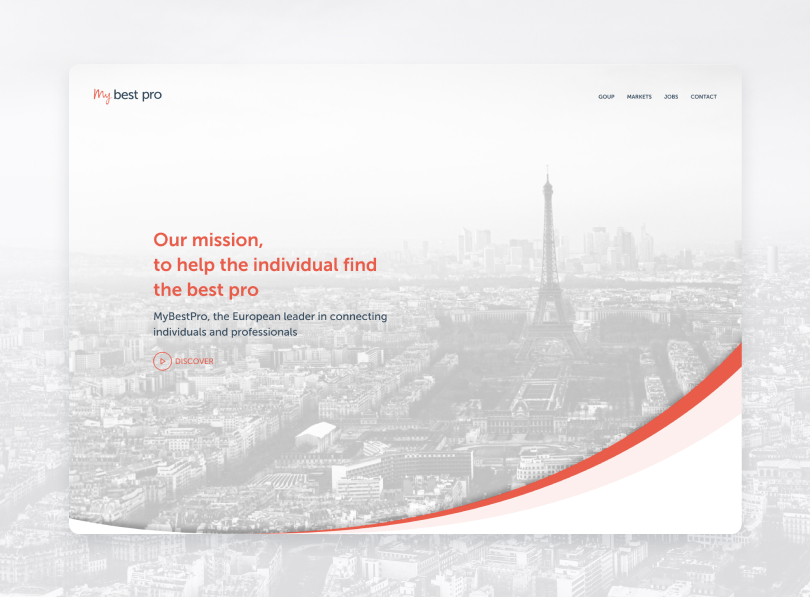 My best pro
GOUP MARKETS JOBS CONTACT
Our mission,
to help the individual find
the best pro
MyBestPro, the European leader in connecting
individuals and professionals
DISCOVER